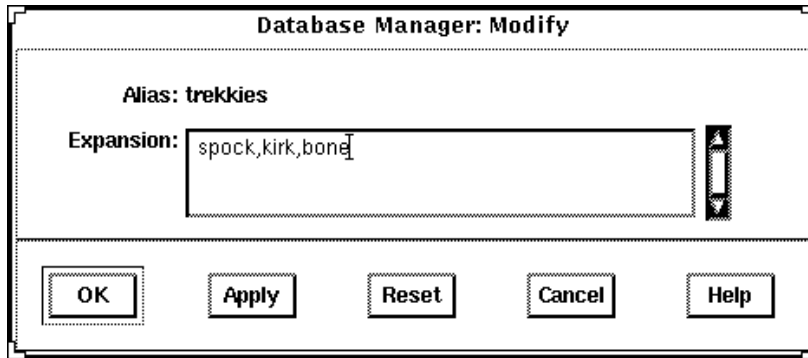 Database Manager: Modify
Alias: trekkies
Expansion: spock,kirk,bone
OK Apply Reset Cancel Help